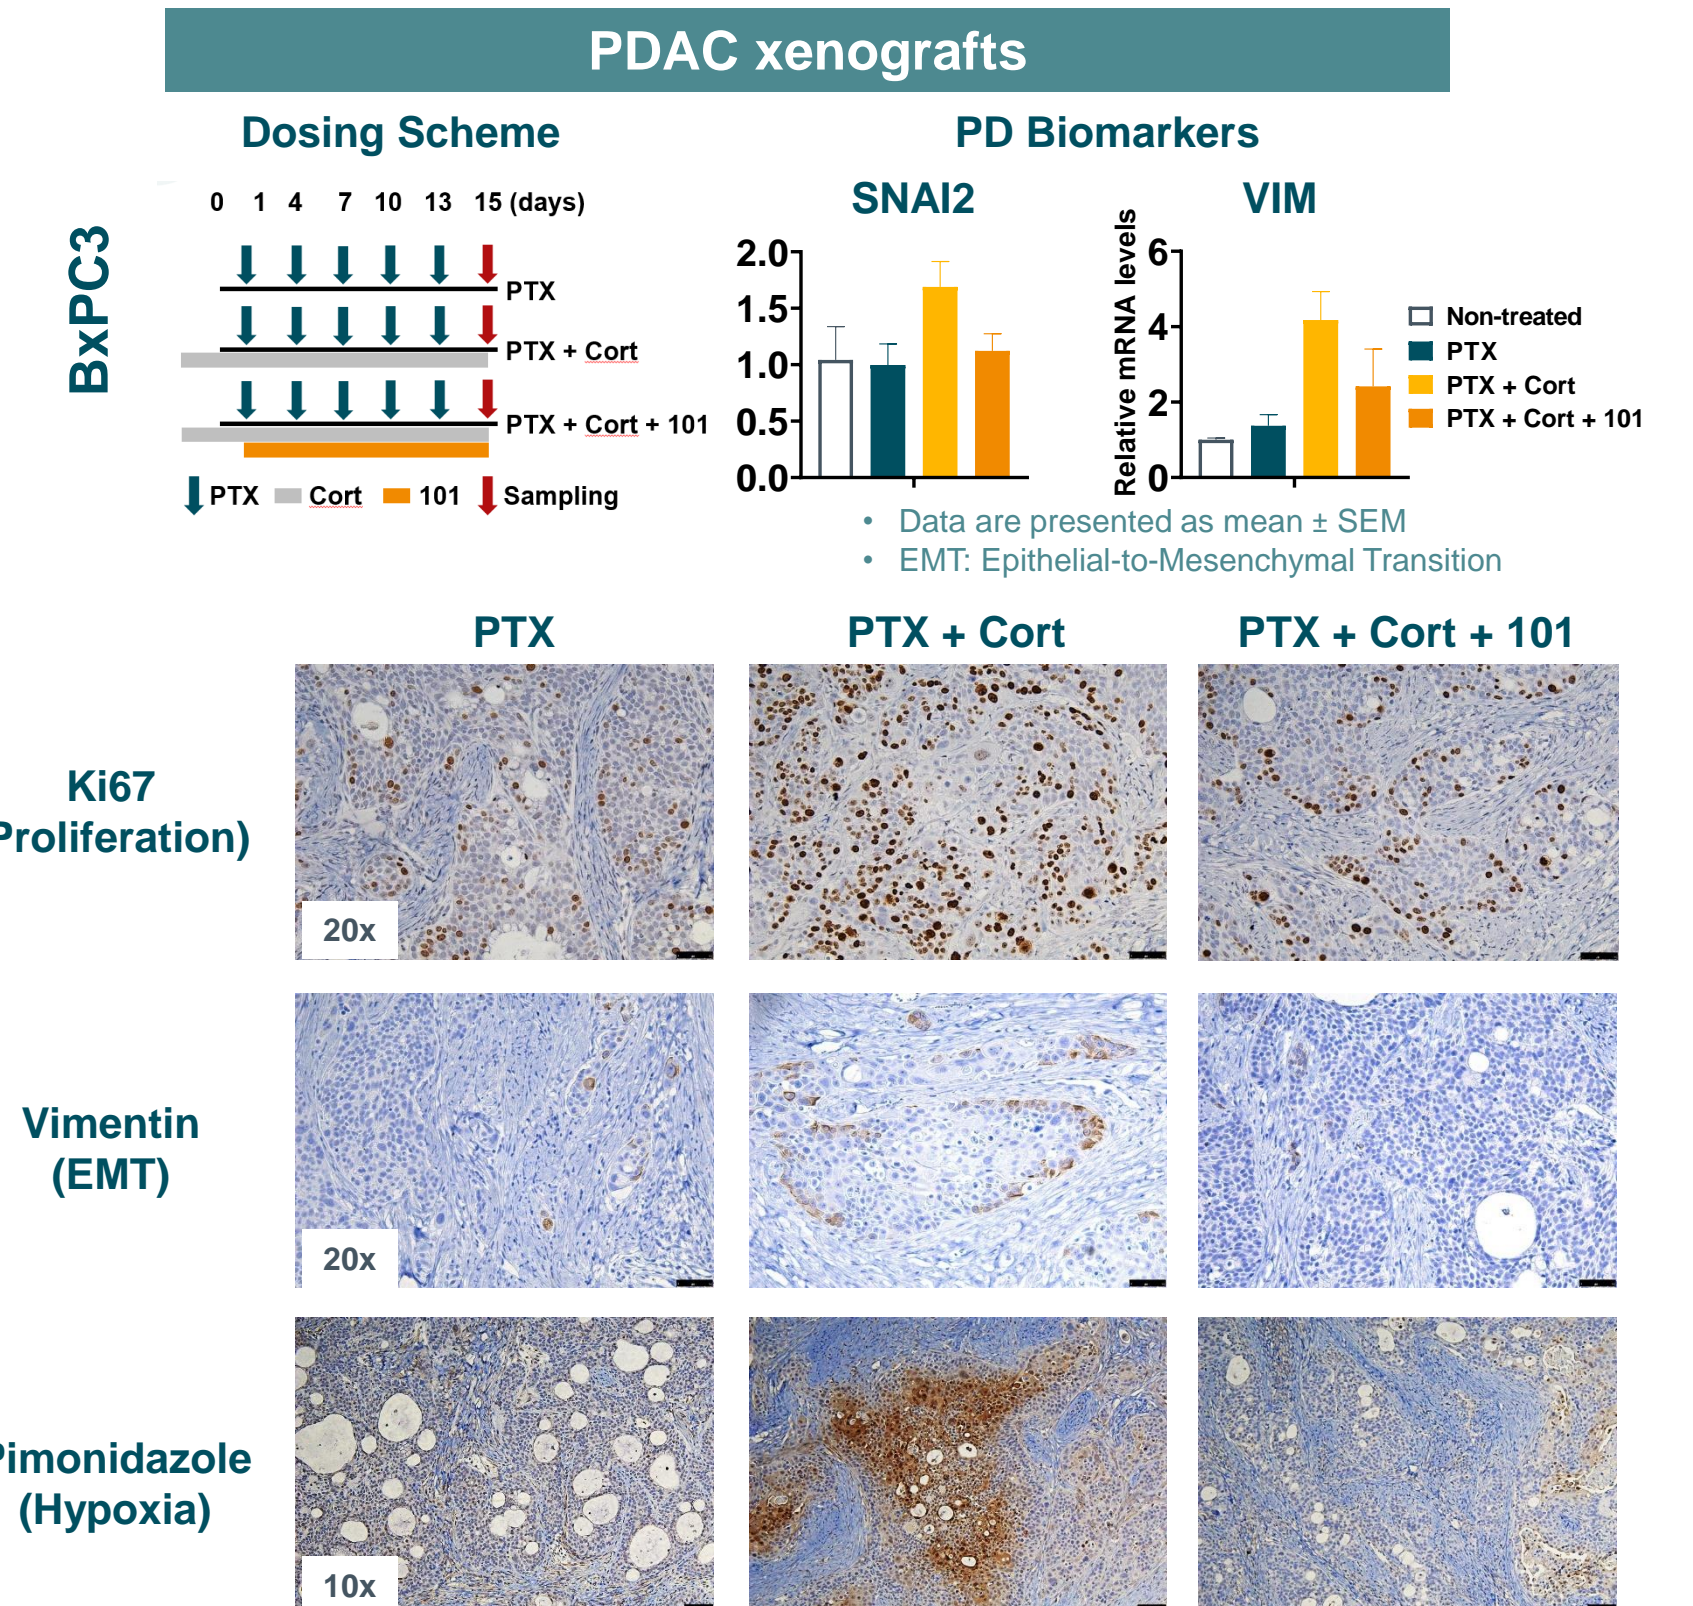 PDAC xenografts
Dosing Scheme
PD Biomarkers
BxPC3
0 1 4 7 10 13 15 (days)
PTX
PTX + Cort
PTX + Cort + 101
PTX Cort 101 Sampling
SNAI2
2.0
1.5
1.0
0.5
0.0
VIM
Relative mRNA levels
6
4
2
0
Non-treated
PTX
PTX + Cort
PTX + Cort + 101
• Data are presented as mean ± SEM
• EMT: Epithelial-to-Mesenchymal Transition
PTX
PTX + Cort
PTX + Cort + 101
Ki67
Proliferation)
20x
Vimentin
(EMT)
20x
Pimonidazole
(Hypoxia)
10x